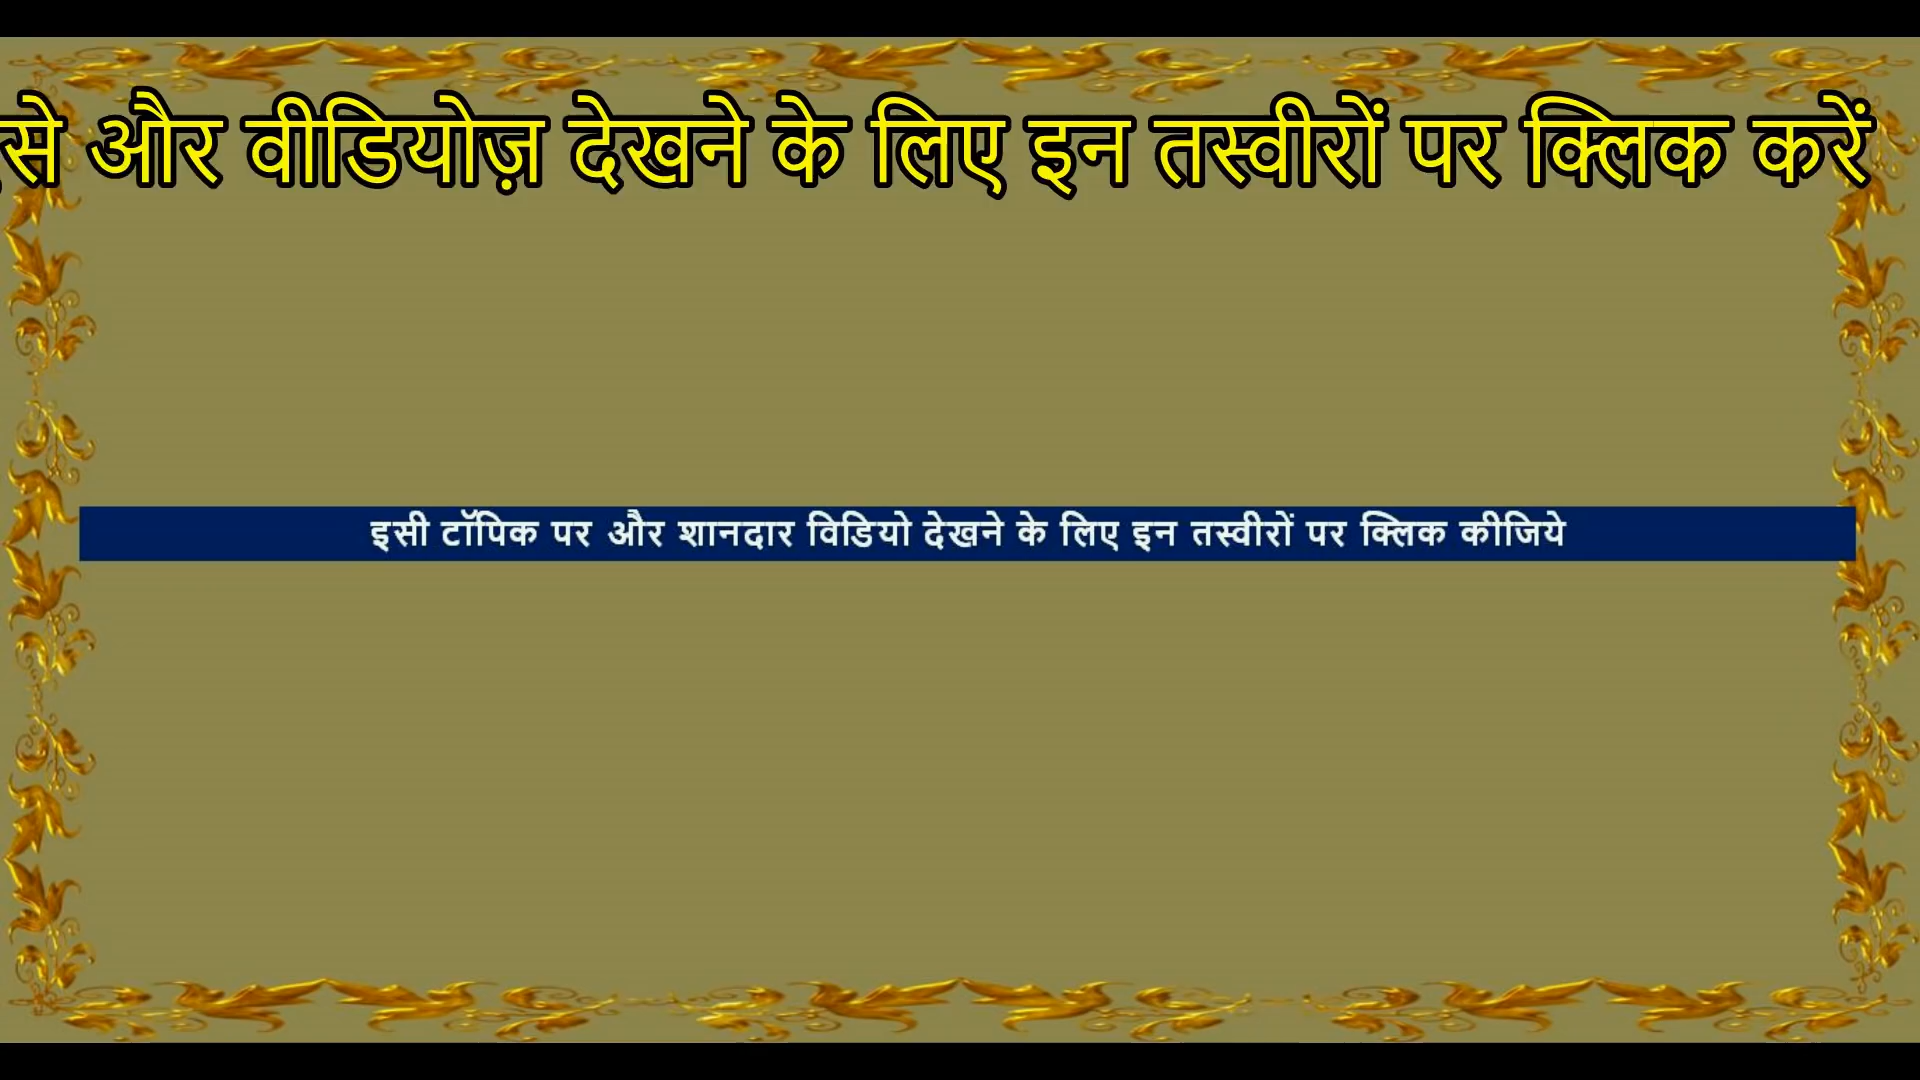 से और वीडियोज़ देखने के लिए इन तस्वीरों पर क्लिक करें
इसी टॉपिक पर और शानदार विडियो देखने के लिए इन तस्वीरों पर क्लिक कीजिये